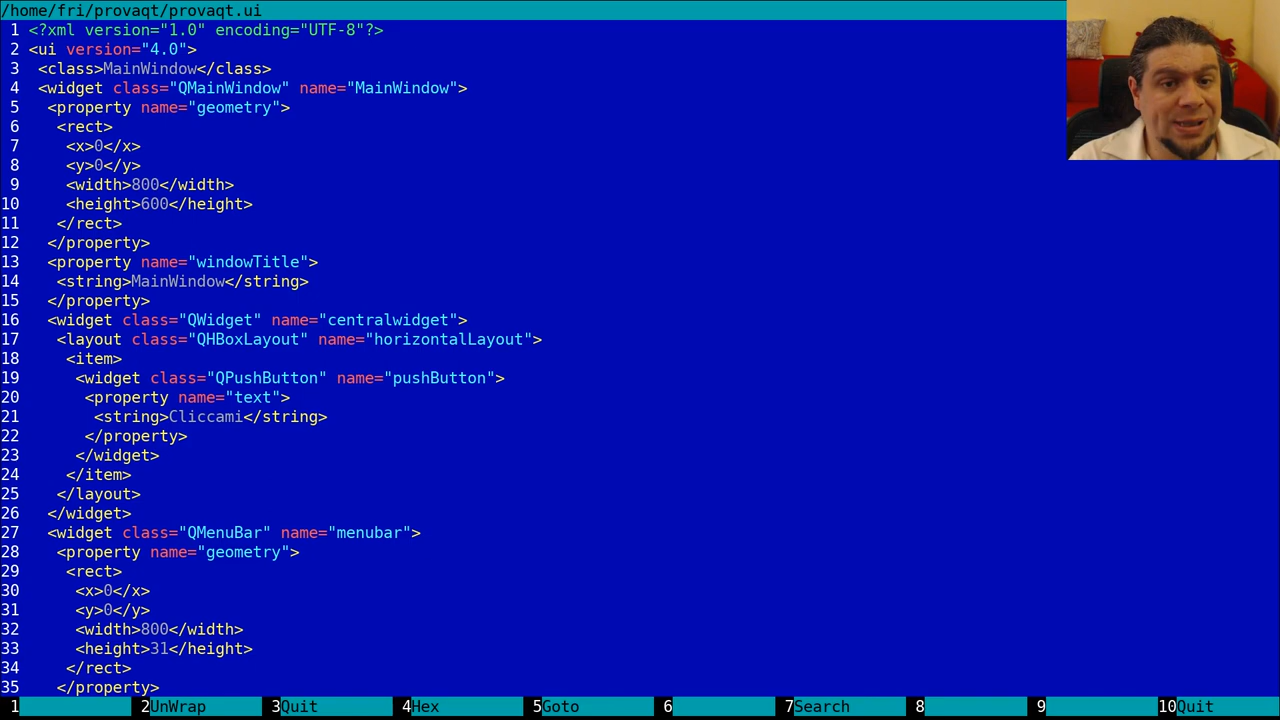 /home/fri/provaqt/provaqt.ui
1 <?xml version="1.0" encoding="UTF-8"?>
2 <ui version="4.0">
3  <class>MainWindow</class>
4  <widget class="QMainWindow" name="MainWindow">
5   <property name="geometry">
6    <rect>
7     <x>0</x>
8     <y>0</y>
9     <width>800</width>
10     <height>600</height>
11    </rect>
12   </property>
13   <property name="windowTitle">
14    <string>MainWindow</string>
15   </property>
16   <widget class="QWidget" name="centralwidget">
17    <layout class="QHBoxLayout" name="horizontalLayout">
18     <item>
19      <widget class="QPushButton" name="pushButton">
20       <property name="text">
21        <string>Cliccami</string>
22       </property>
23      </widget>
24     </item>
25    </layout>
26   </widget>
27   <widget class="QMenuBar" name="menubar">
28    <property name="geometry">
29     <rect>
30      <x>0</x>
31      <y>0</y>
32      <width>800</width>
33      <height>31</height>
34     </rect>
35    </property>
1 2UnWrap 3Quit 4Hex 5Goto 6 7Search 8 9 10Quit